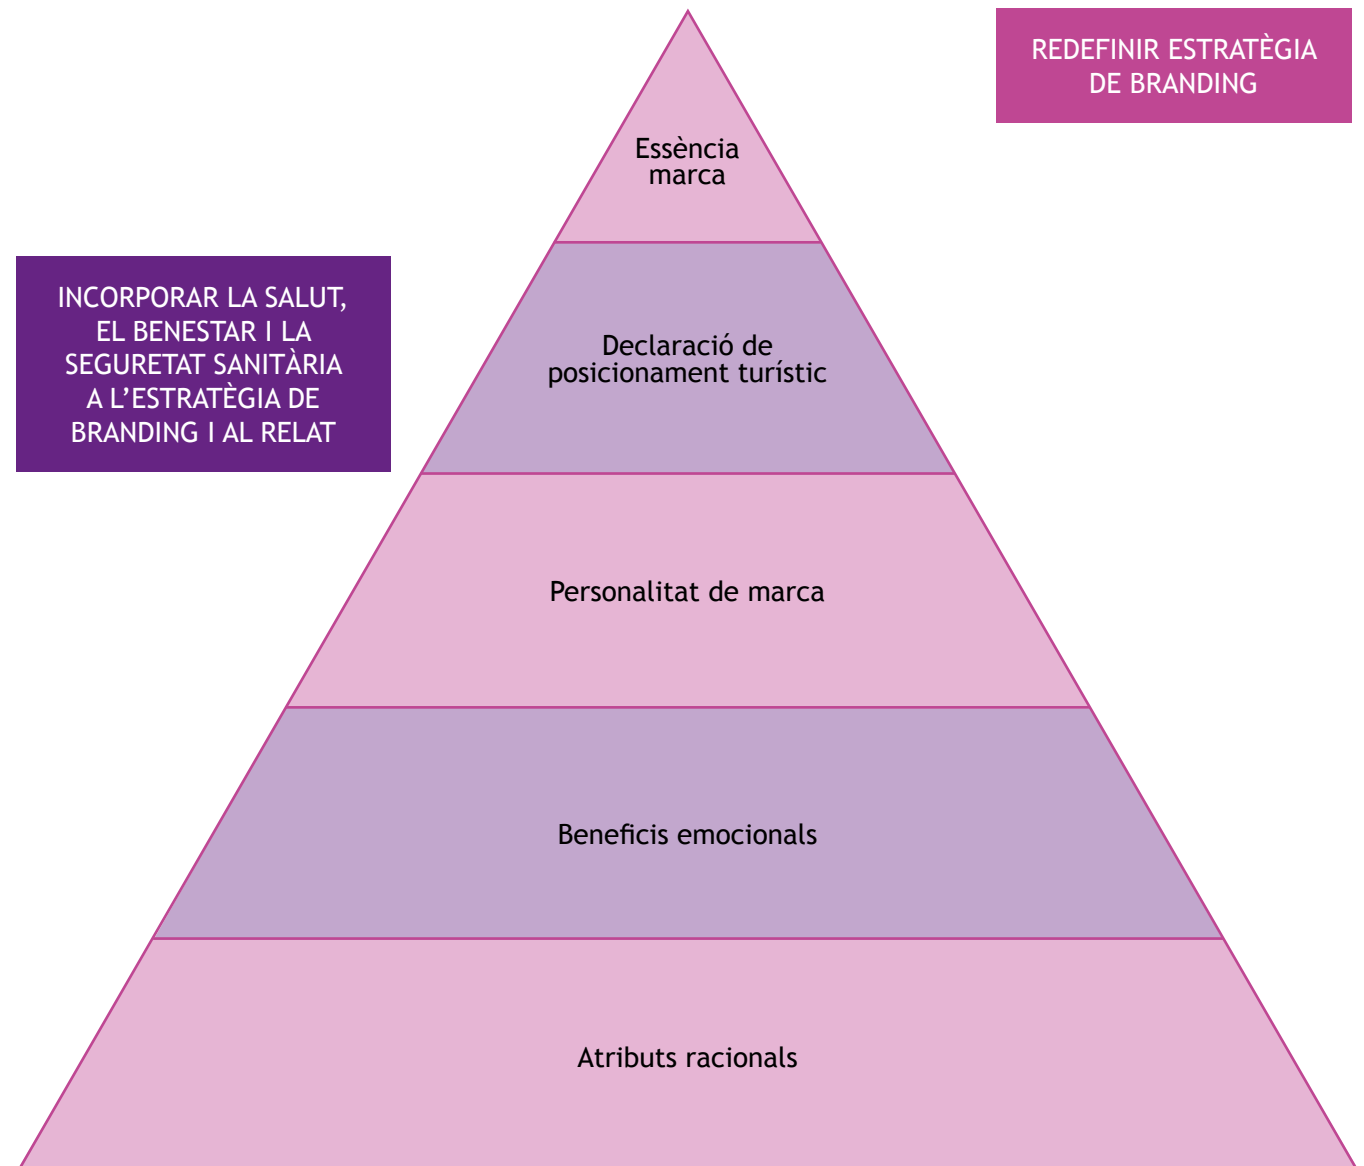 REDEFINIR ESTRATÈGIA
DE BRANDING
Essència
marca
INCORPORAR LA SALUT,
EL BENESTAR I LA
SEGURETAT SANITÀRIA
A L’ESTRATÈGIA DE
BRANDING I AL RELAT
Declaració de
posicionament turístic
Personalitat de marca
Beneficis emocionals
Atributs racionals